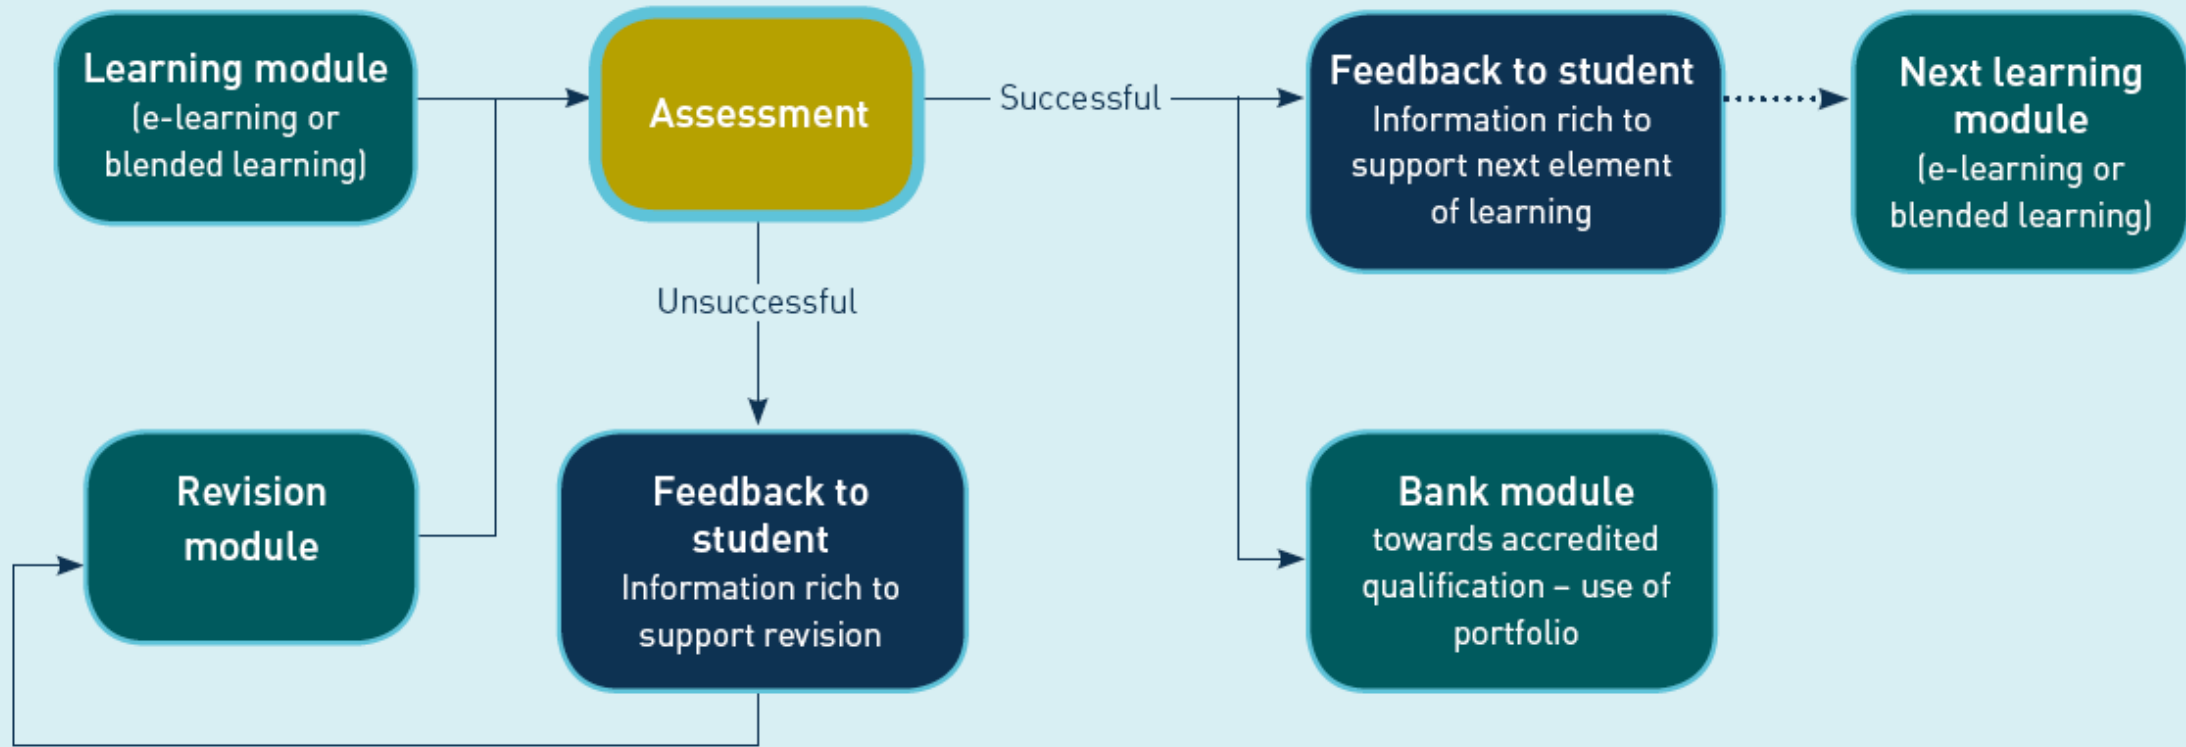 Learning module
(e-learning or
blended learning)
Assessment
Successful
Feedback to student
Information rich to
support next element
of learning
Next learning
module
(e-learning or
blended learning)
Unsuccessful
Revision
module
Feedback to
student
Information rich to
support revision
Bank module
towards accredited
qualification – use of
portfolio